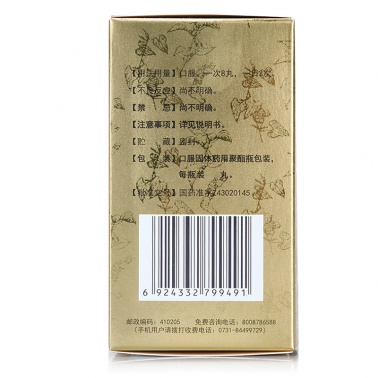 【用法用量】口服。一次8丸，一日2次。
【不良反应】尚不明确。
【禁 忌】尚不明确。
【注意事项】详见说明书。
【贮 藏】密封。
【包 装】口服固体药用聚酯瓶包装，
每瓶装 丸。
【批准文号】国药准字Z43020145
6 924332 799491
邮政编码：410205 免费咨询电话：8008786588
(手机用户请拨打收费电话：0731-84499729)